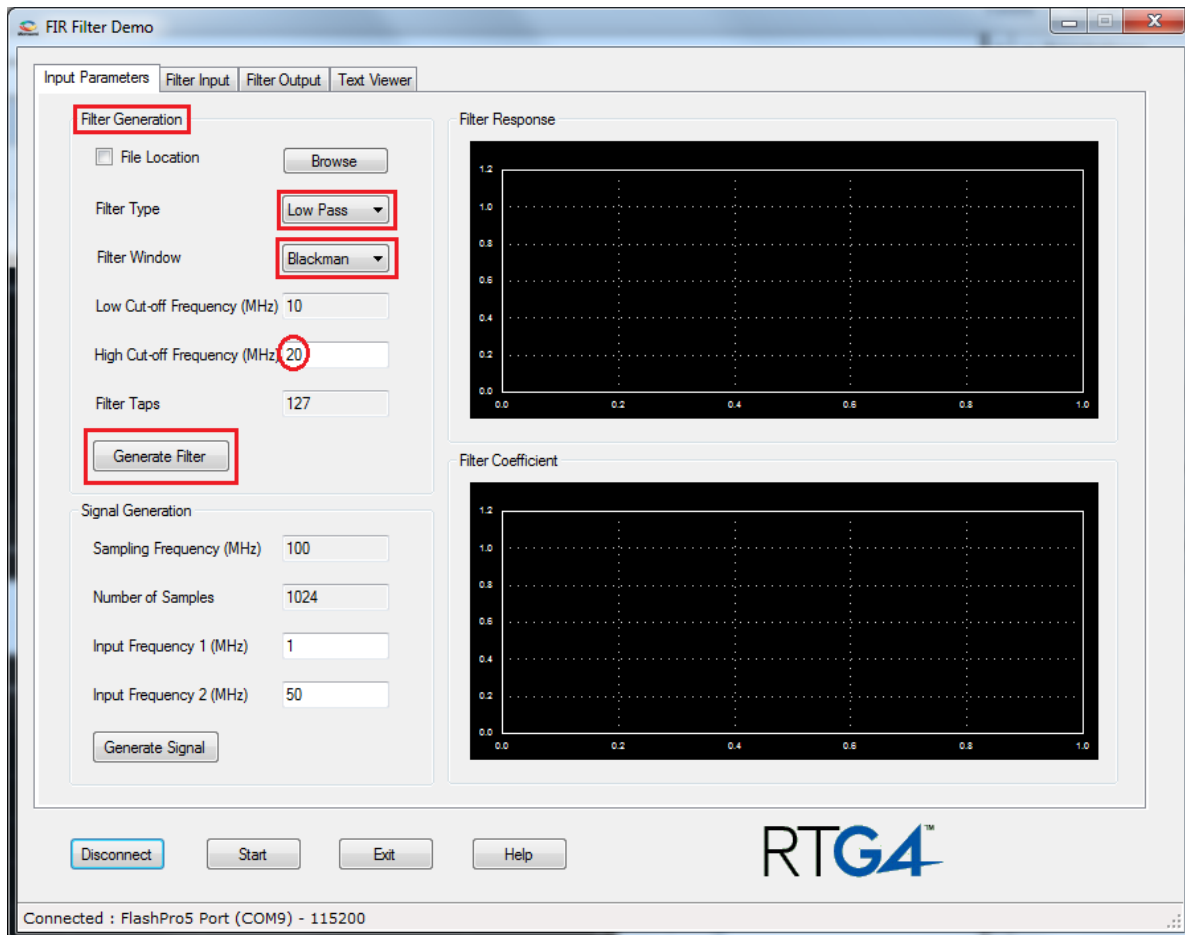 FIR Filter Demo
Input Parameters Filter Input Filter Output Text Viewer
Filter Generation
File Location Browse
Filter Type Low Pass
Filter Window Blackman
Low Cut-off Frequency (MHz) 10
High Cut-off Frequency (MHz) 20
Filter Taps 127
Generate Filter
Signal Generation
Sampling Frequency (MHz) 100
Number of Samples 1024
Input Frequency 1 (MHz) 1
Input Frequency 2 (MHz) 50
Generate Signal
Filter Response
1.2
1.0
0.8
0.6
0.4
0.2
0.0
0.0 0.2 0.4 0.6 0.8 1.0
Filter Coefficient
1.2
1.0
0.8
0.6
0.4
0.2
0.0
0.0 0.2 0.4 0.6 0.8 1.0
Disconnect Start Exit Help
RTG4™
Connected : FlashPro5 Port (COM9) - 115200